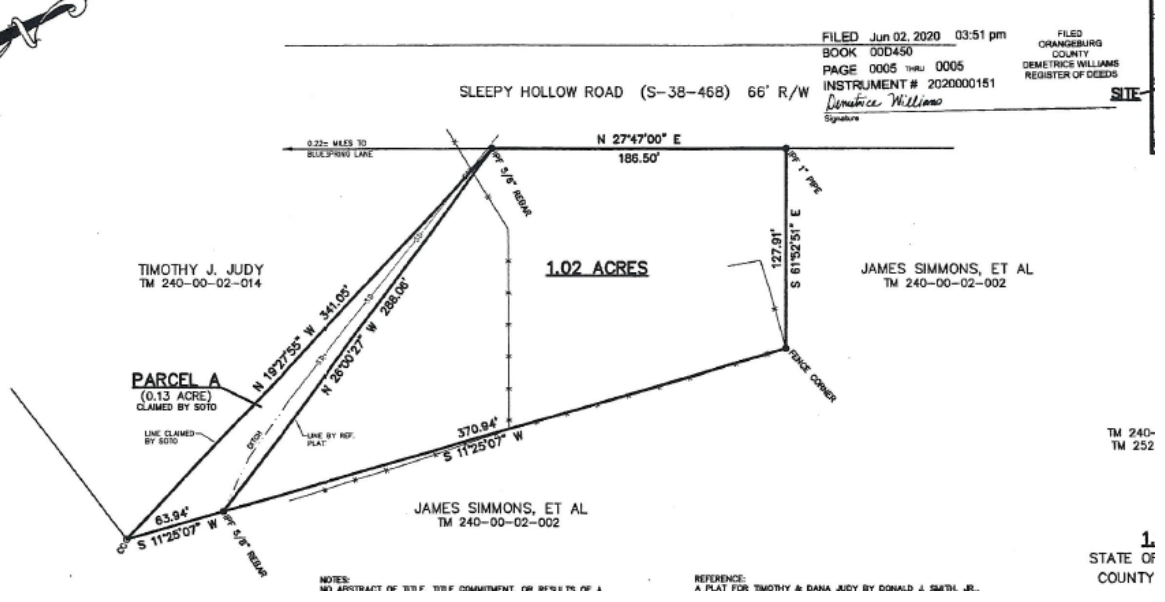 FILED Jun 02, 2020 03:51 pm
BOOK 00D450
PAGE 0005 THRU 0005
INSTRUMENT # 2020000151
Demetrice Williams
Signature
FILED
ORANGEBURG
COUNTY
DEMETRICE WILLIAMS
REGISTER OF DEEDS
SITE
SLEEPY HOLLOW ROAD (S-38-468) 66' R/W
0.22± MILES TO
BLUESPRING LANE
N 27°47'00" E
186.50'
IPF 5/8" REBAR
IPF 1" PIPE
127.91'
S 61°52'51" E
1.02 ACRES
TIMOTHY J. JUDY
TM 240-00-02-014
JAMES SIMMONS, ET AL
TM 240-00-02-002
N 19°27'55" W 341.05'
N 26°00'27" W 288.06'
PARCEL A
(0.13 ACRE)
CLAIMED BY SOTO
LINE CLAIMED
BY SOTO
DITCH
LINE BY REF.
PLAT
FENCE CORNER
370.94'
S 11°25'07" W
63.94'
S 11°25'07" W
IPF 5/8" REBAR
JAMES SIMMONS, ET AL
TM 240-00-02-002
TM 240-
TM 252
1.
STATE OF
COUNTY
NOTES:
NO ABSTRACT OF TITLE, TITLE COMMITMENT, OR RESULTS OF A
REFERENCE:
A PLAT FOR TIMOTHY & DANA JUDY BY DONALD J. SMITH, JR.,